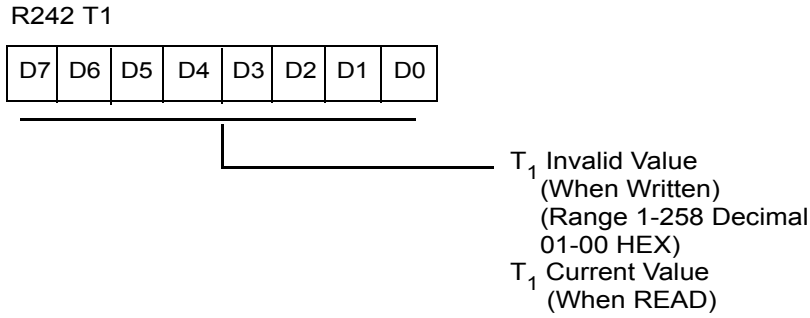 R242 T1
D7 D6 D5 D4 D3 D2 D1 D0
T1 Invalid Value
(When Written)
(Range 1-258 Decimal
01-00 HEX)
T1 Current Value
(When READ)